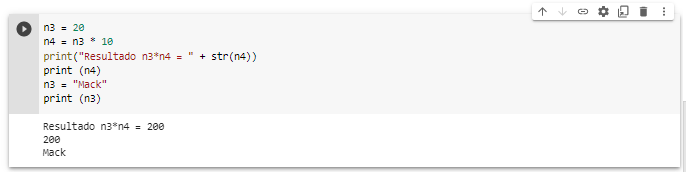 n3 = 20
n4 = n3 * 10
print("Resultado n3*n4 = " + str(n4))
print (n4)
n3 = "Mack"
print (n3)
Resultado n3*n4 = 200
200
Mack